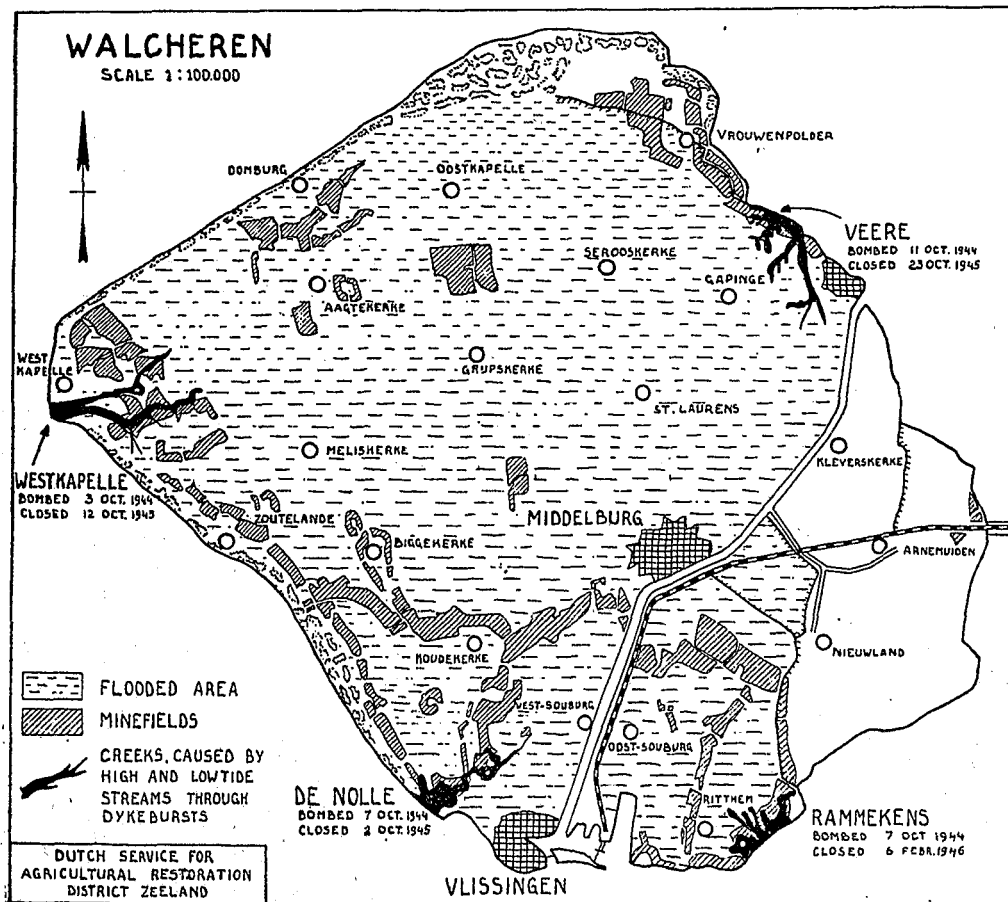 WALCHEREN
SCALE 1:100.000
VROUWENPOLDER
DOMBURG
OOSTKAPELLE
VEERE
BOMBED 11 OCT. 1944
CLOSED 23 OCT. 1945
SEROOSKERKE
GAPINGE
AAGTEKERKE
WEST
KAPELLE
GRIJPSKERKE
ST. LAURENS
MELISKERKE
KLEVERSKERKE
WESTKAPELLE
BOMBED 3 OCT. 1944
CLOSED 12 OCT. 1945
ZOUTELANDE
MIDDELBURG
BIGGEKERKE
ARNEMUIDEN
KOUDEKERKE
NIEUWLAND
FLOODED AREA
MINEFIELDS
WEST-SOUBURG
OOST-SOUBURG
CREEKS, CAUSED BY
HIGH AND LOWTIDE
STREAMS THROUGH
DYKEBURSTS
DE NOLLE
BOMBED 7 OCT. 1944
CLOSED 2 OCT. 1945
RITTHEM
RAMMEKENS
BOMBED 7 OCT 1944
CLOSED 6 FEBR. 1946
DUTCH SERVICE FOR
AGRICULTURAL RESTORATION
DISTRICT ZEELAND
VLISSINGEN